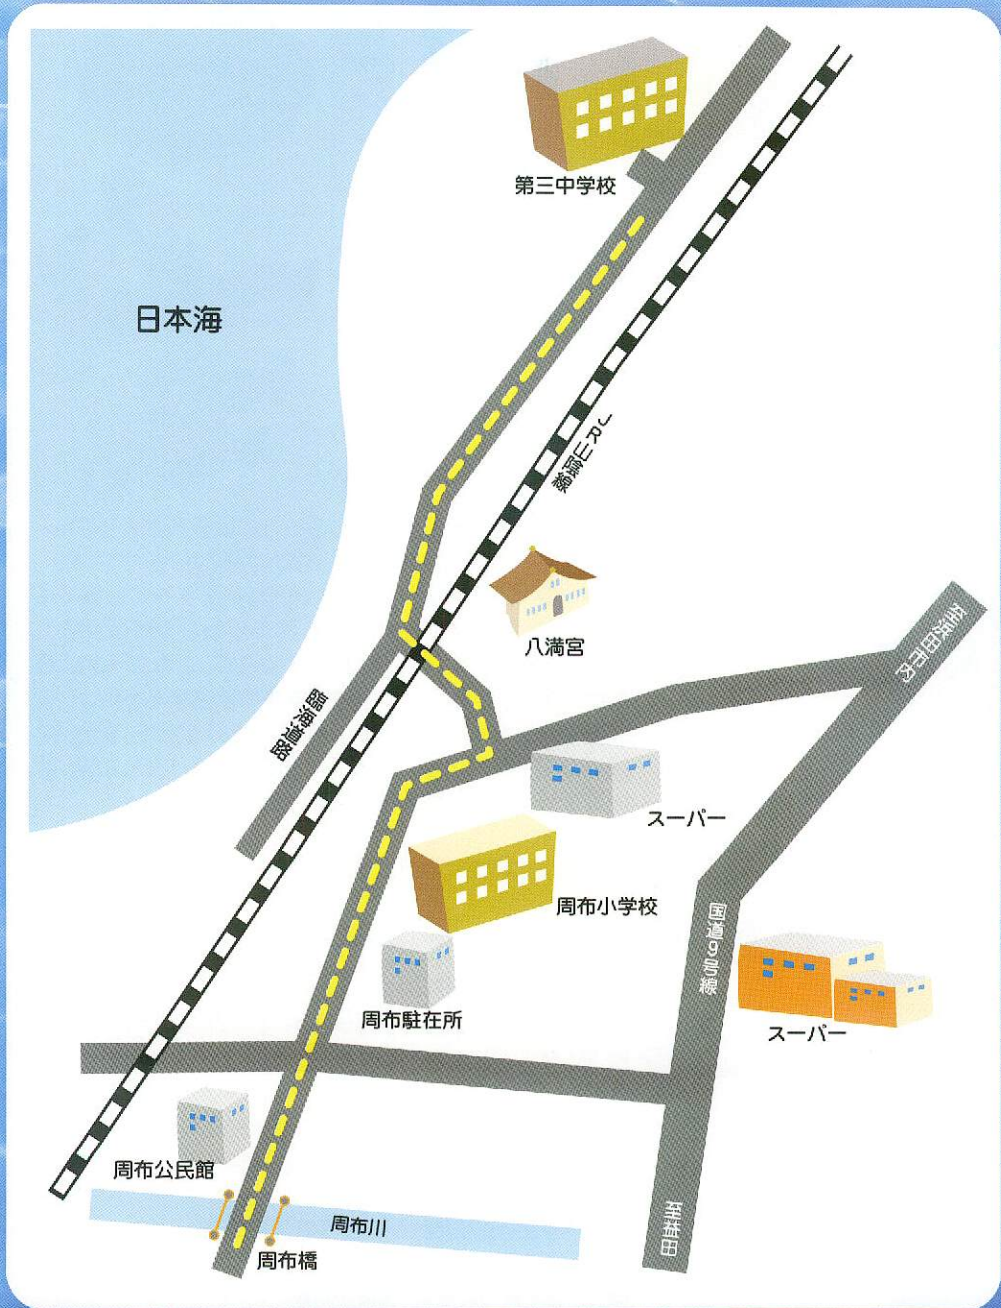 第三中学校
日本海
JR山陰線
八満宮
至浜田市内
臨海道路
スーパー
周布小学校
国道9号線
周布駐在所
スーパー
周布公民館
周布川
至益田
周布橋